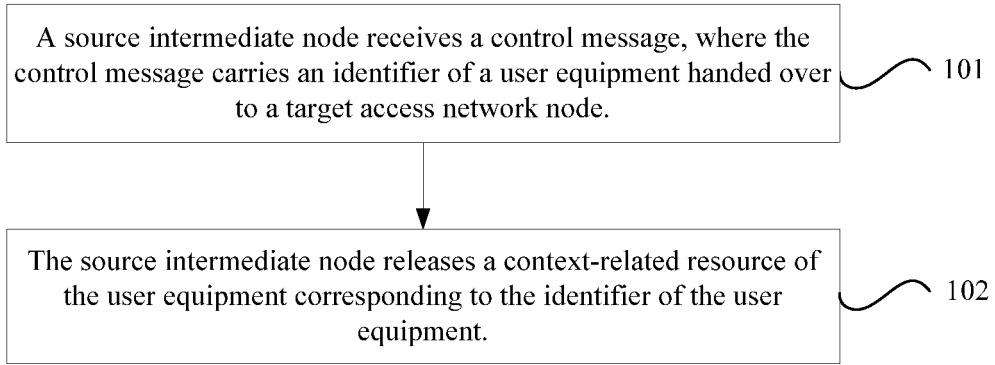 A source intermediate node receives a control message, where the
control message carries an identifier of a user equipment handed over
to a target access network node.
101
The source intermediate node releases a context-related resource of
the user equipment corresponding to the identifier of the user
equipment.
102